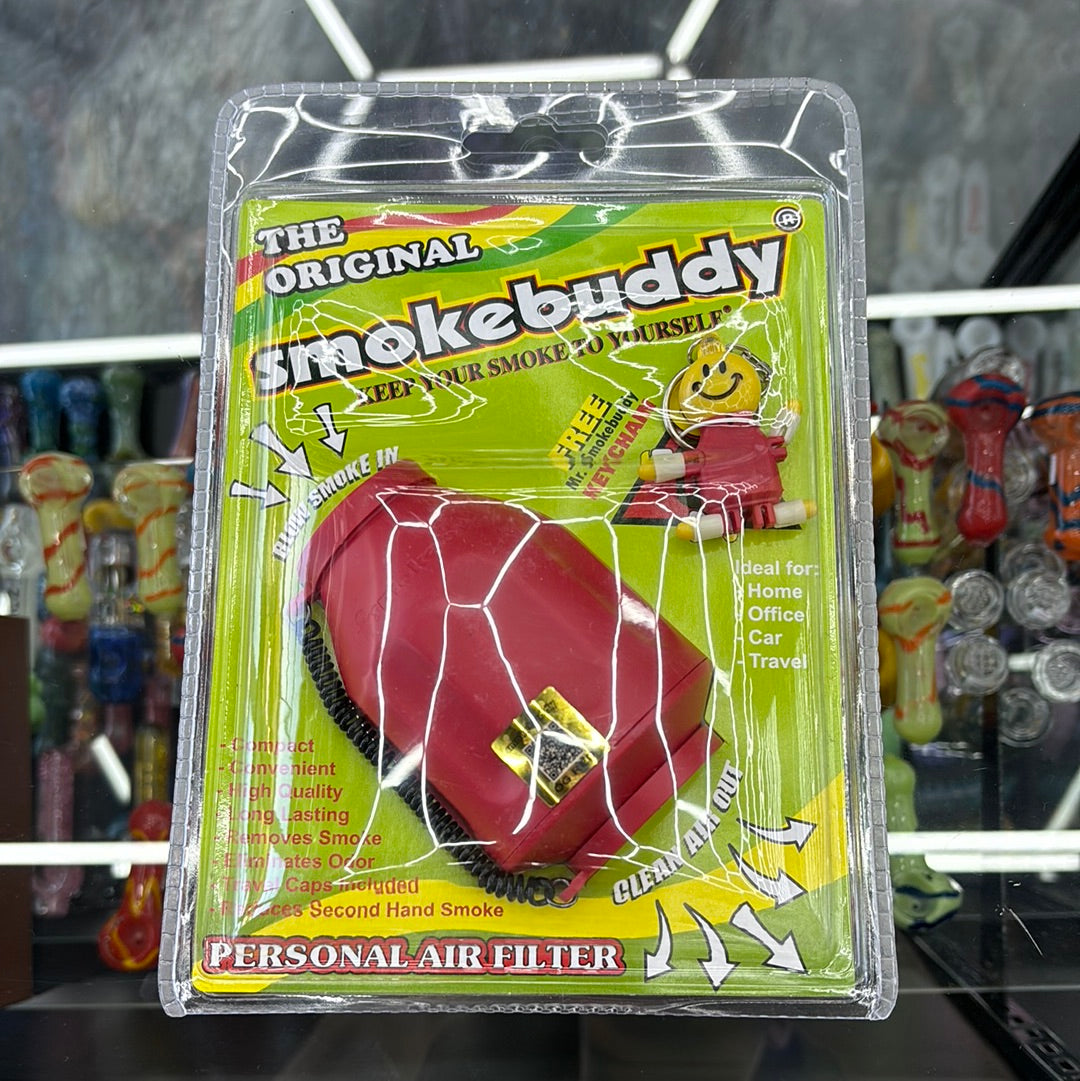 THE
ORIGINAL
smokebuddy®
KEEP YOUR SMOKE TO YOURSELF®
FREE
Mr. Smokebuddy
KEYCHAIN
BLOW SMOKE IN
Ideal for:
- Home
- Office
- Car
- Travel
- Compact
- Convenient
- High Quality
- Long Lasting
- Removes Smoke
- Eliminates Odor
- Travel Caps included
- Reduces Second Hand Smoke
CLEAN AIR OUT
PERSONAL AIR FILTER